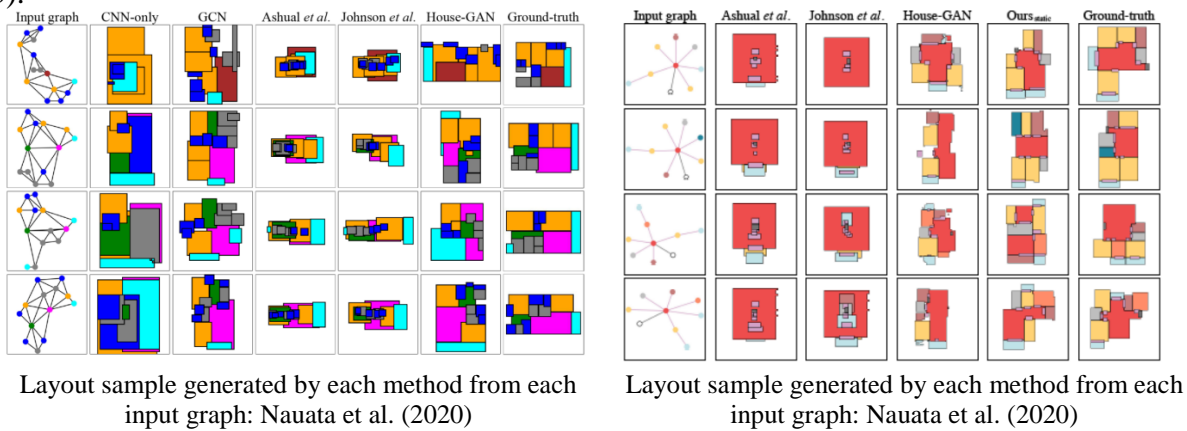 ).
Input graph CNN-only GCN Ashual et al. Johnson et al. House-GAN Ground-truth
Layout sample generated by each method from each
input graph: Nauata et al. (2020)
Input graph Ashual et al. Johnson et al. House-GAN Ours static Ground-truth
Layout sample generated by each method from each
input graph: Nauata et al. (2020)